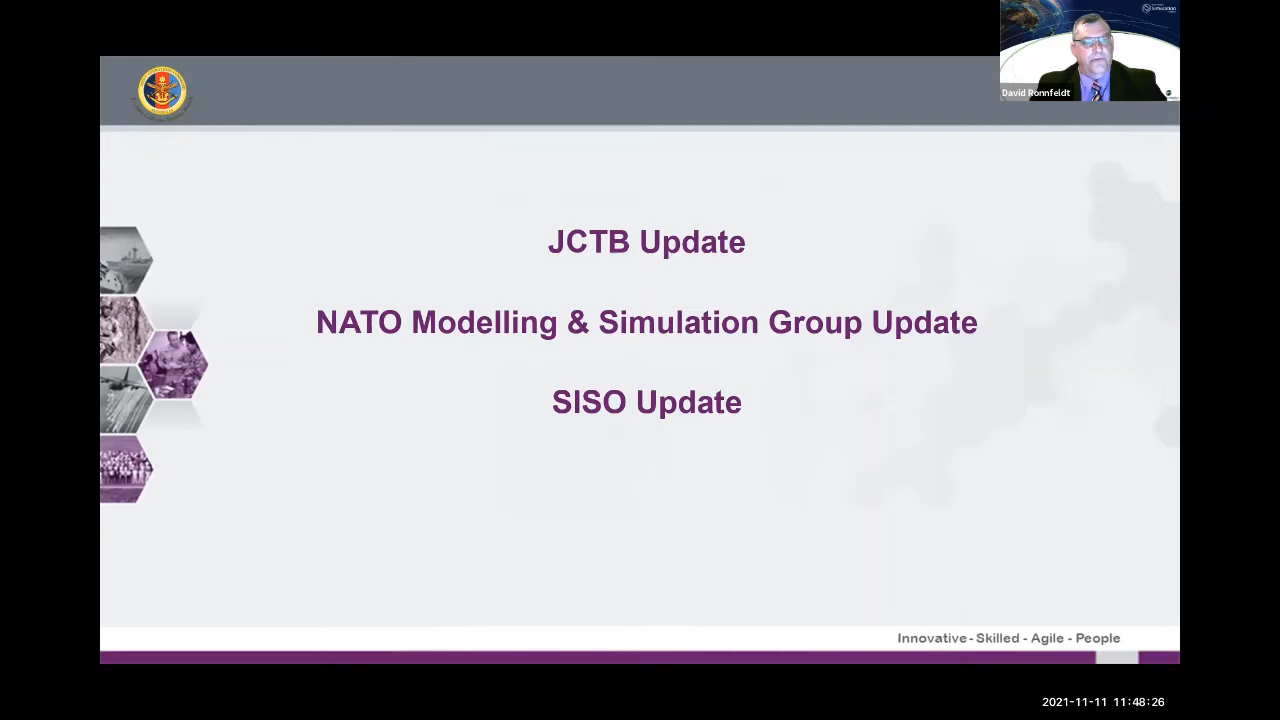 Simulation
David Ronnfeldt
JCTB Update
NATO Modelling & Simulation Group Update
SISO Update
Innovative - Skilled - Agile - People
2021-11-11 11:48:26